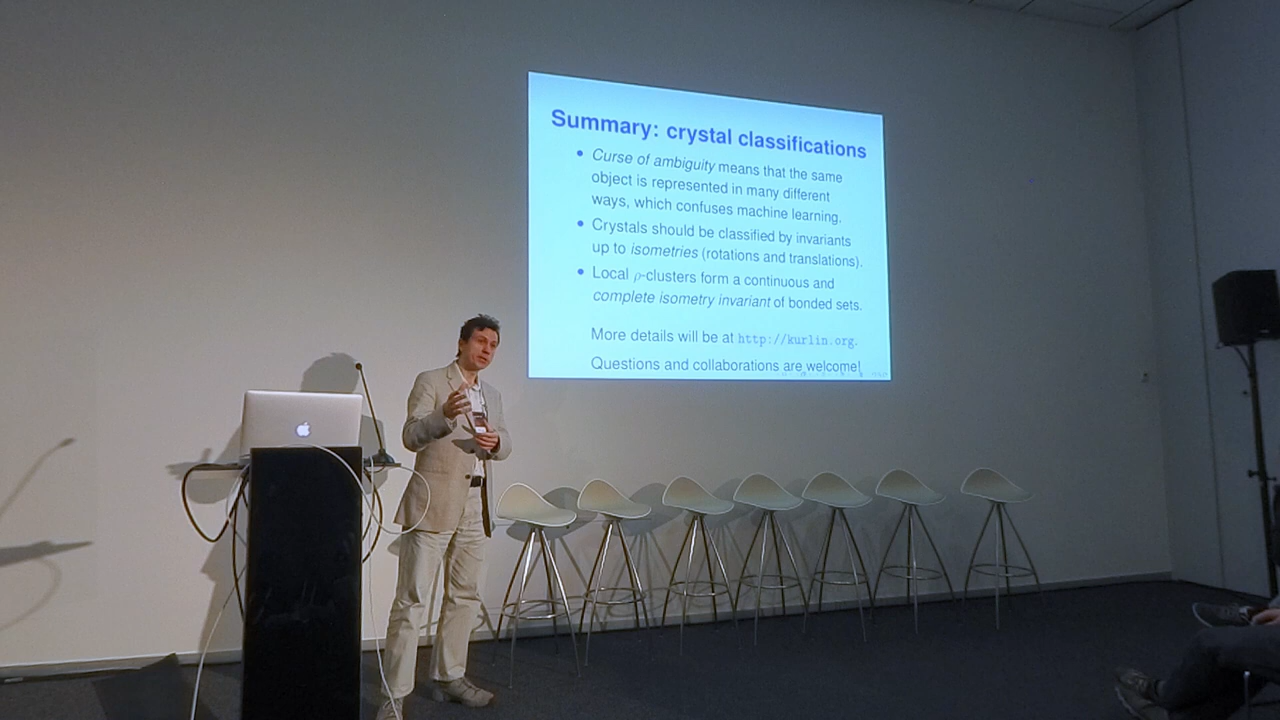 Summary: crystal classifications
• Curse of ambiguity means that the same
object is represented in many different
ways, which confuses machine learning.
• Crystals should be classified by invariants
up to isometries (rotations and translations).
• Local ρ-clusters form a continuous and
complete isometry invariant of bonded sets.
More details will be at http://kurlin.org.
Questions and collaborations are welcome!